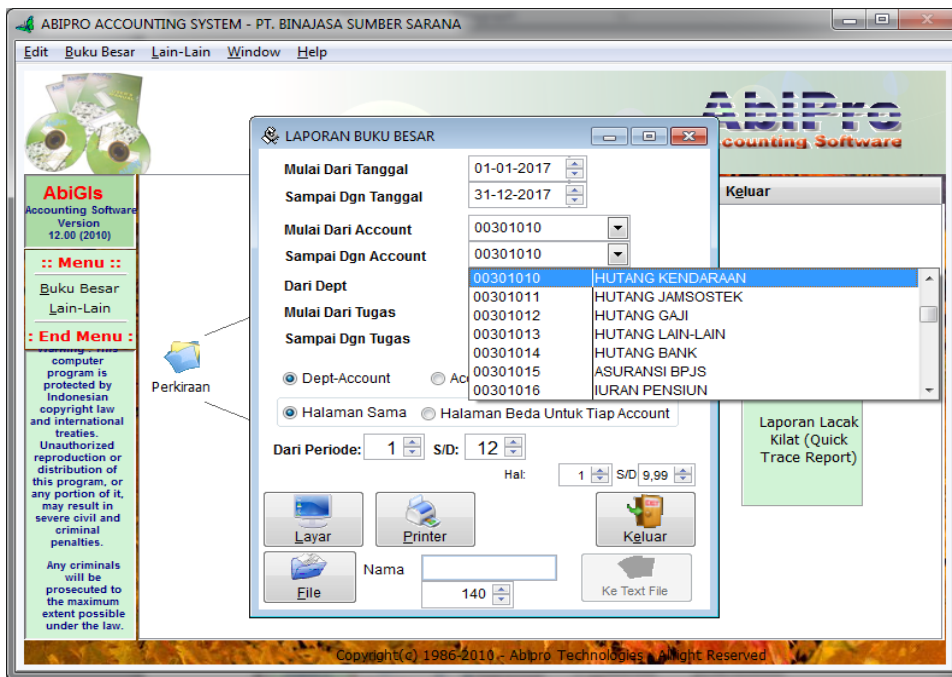 ABIPRO ACCOUNTING SYSTEM - PT. BINAJASA SUMBER SARANA
Edit Buku Besar Lain-Lain Window Help
AbiPro
counting Software
AbiGls
Accounting Software
Version
12.00 (2010)
:: Menu ::
Buku Besar
Lain-Lain
: End Menu :
Warning : This
computer
program is
protected by
Indonesian
copyright law
and international
treaties.
Unauthorized
reproduction or
distribution of
this program, or
any portion of it,
may result in
severe civil and
criminal
penalties.
Any criminals
will be
prosecuted to
the maximum
extent possible
under the law.
Perkiraan
LAPORAN BUKU BESAR
Mulai Dari Tanggal 01-01-2017
Sampai Dgn Tanggal 31-12-2017
Mulai Dari Account 00301010
Sampai Dgn Account 00301010
Dari Dept
Mulai Dari Tugas
Sampai Dgn Tugas
00301010 HUTANG KENDARAAN
00301011 HUTANG JAMSOSTEK
00301012 HUTANG GAJI
00301013 HUTANG LAIN-LAIN
00301014 HUTANG BANK
00301015 ASURANSI BPJS
00301016 IURAN PENSIUN
Dept-Account Ac
Halaman Sama Halaman Beda Untuk Tiap Account
Dari Periode: 1 S/D: 12
Hal: 1 S/D 9,99
Layar Printer Keluar
File Nama 140 Ke Text File
Keluar
Laporan Lacak
Kilat (Quick
Trace Report)
Copyright(c) 1986-2010 - Abipro Technologies - All right Reserved